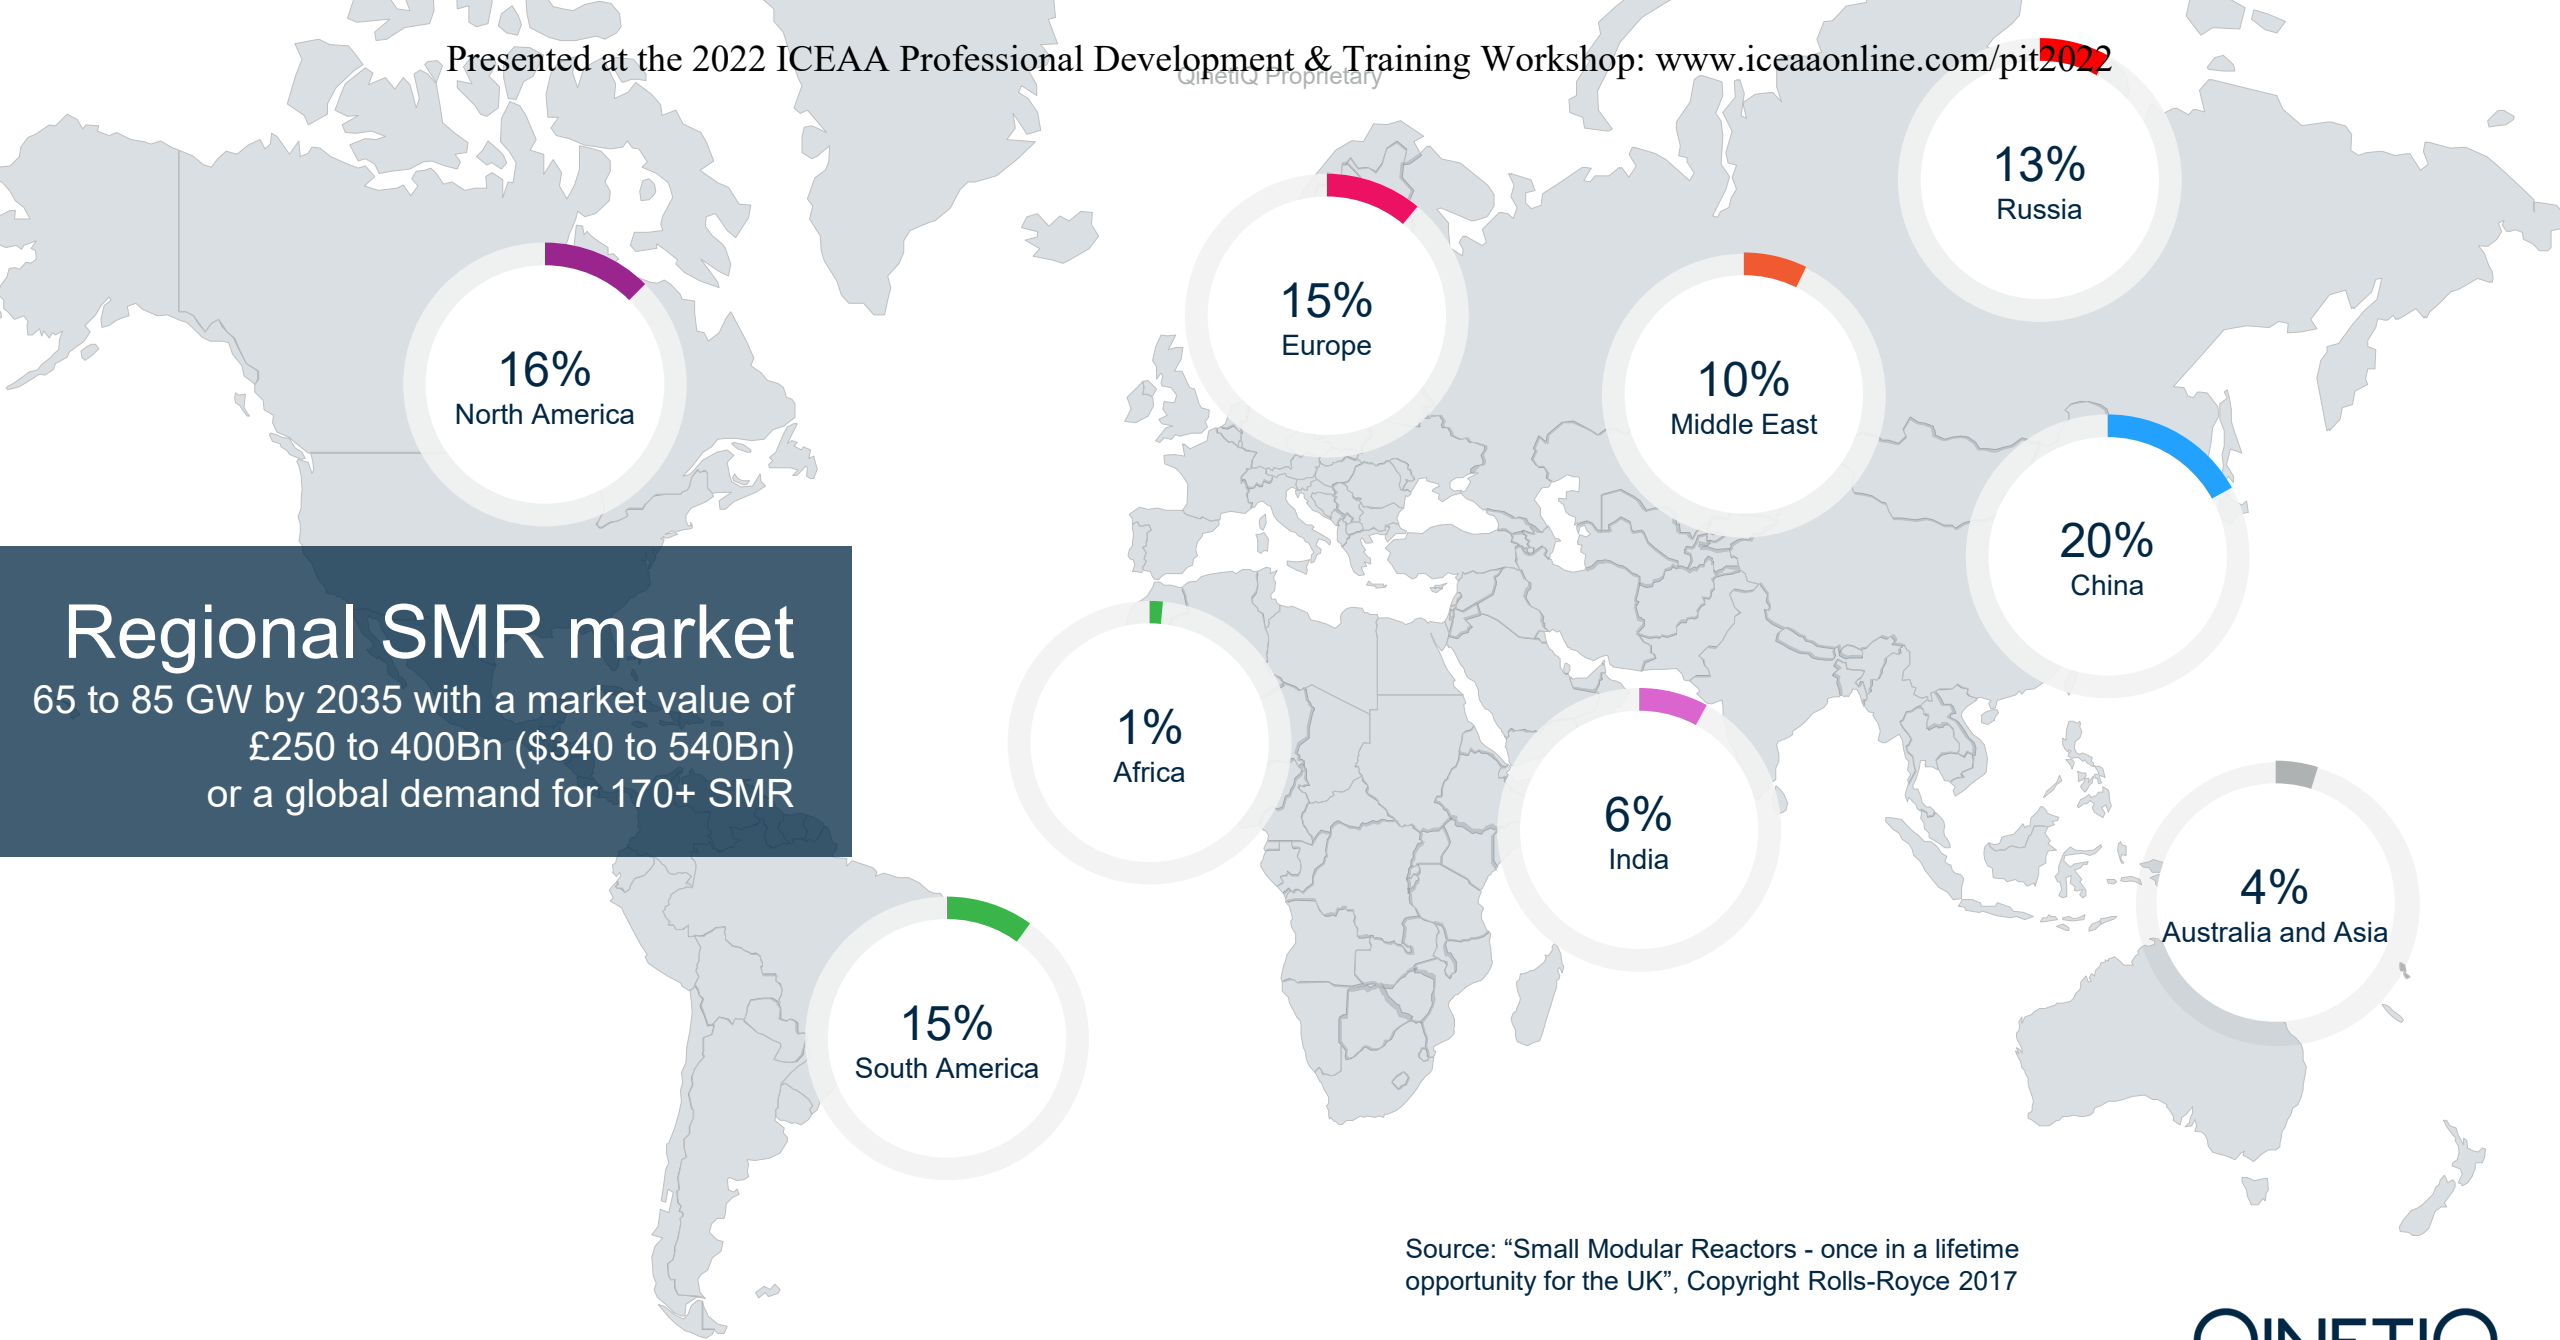 Presented at the 2022 ICEAA Professional Development & Training Workshop: www.iceaaonline.com/pit2022
QinetiQ Proprietary
13%
Russia
15%
Europe
16%
North America
10%
Middle East
20%
China
Regional SMR market
65 to 85 GW by 2035 with a market value of
£250 to 400Bn ($340 to 540Bn)
or a global demand for 170+ SMR
1%
Africa
6%
India
4%
Australia and Asia
15%
South America
Source: “Small Modular Reactors - once in a lifetime
opportunity for the UK”, Copyright Rolls-Royce 2017
QINETIQ